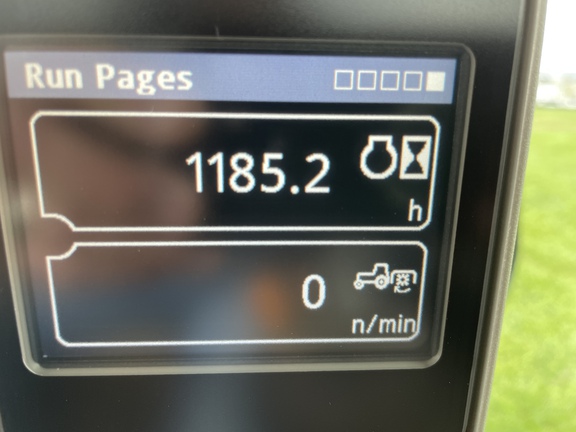 Run Pages
1185.2
h
0
n/min